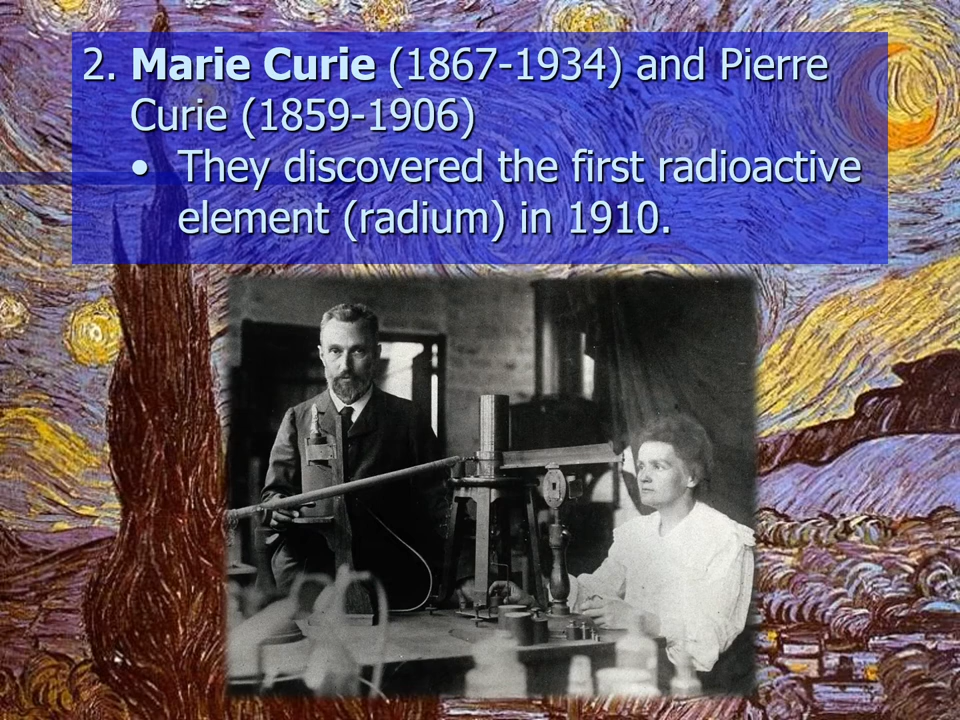 2. Marie Curie (1867-1934) and Pierre
Curie (1859-1906)
• They discovered the first radioactive
element (radium) in 1910.